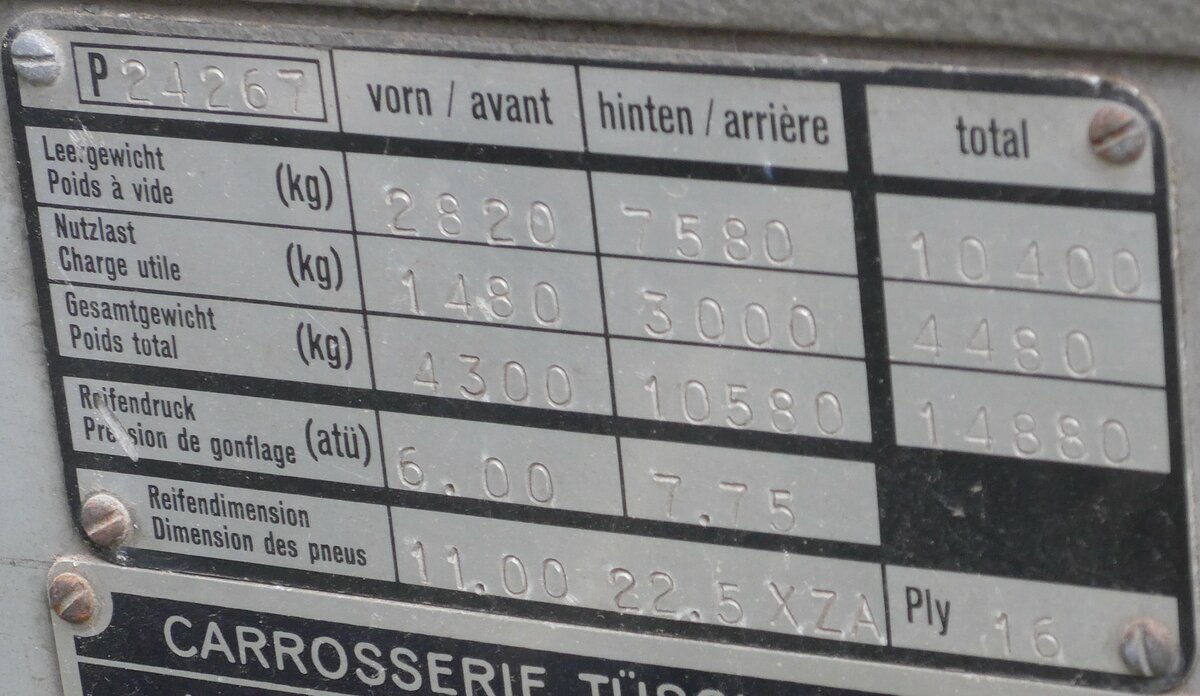 P 24267 vorn / avant hinten / arrière total
Leergewicht
Poids à vide (kg) 2820 7580 10400
Nutzlast
Charge utile (kg) 1480 3000 4480
Gesamtgewicht
Poids total (kg) 4300 10580 14880
Reifendruck
Pression de gonflage (atü) 6.00 7.75
Reifendimension
Dimension des pneus 11.00 22.5 XZA Ply 16
CARROSSERIE